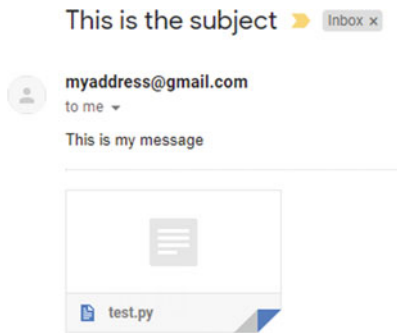 This is the subject Inbox x
myaddress@gmail.com
to me
This is my message
test.py